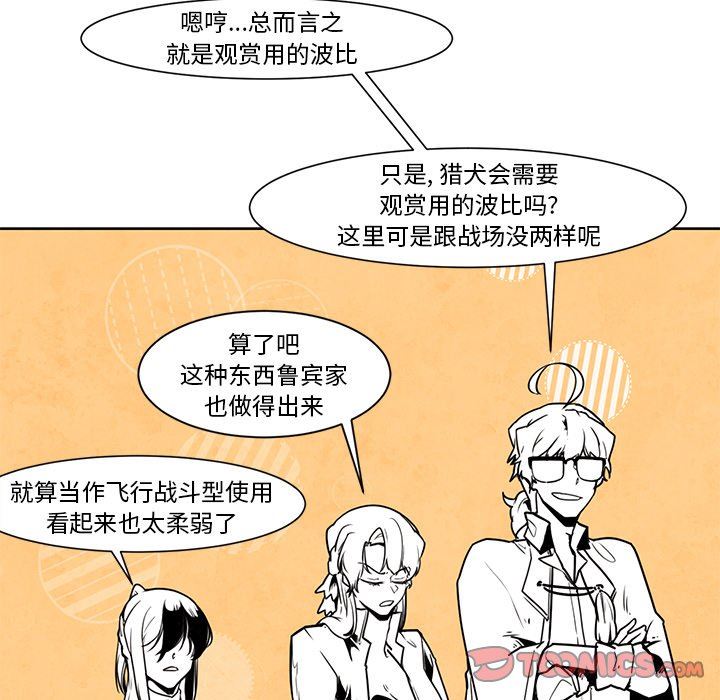 嗯哼...总而言之
就是观赏用的波比
只是, 猎犬会需要
观赏用的波比吗?
这里可是跟战场没两样呢
算了吧
这种东西鲁宾家
也做得出来
就算当作飞行战斗型使用
看起来也太柔弱了
TOOMICS.COM